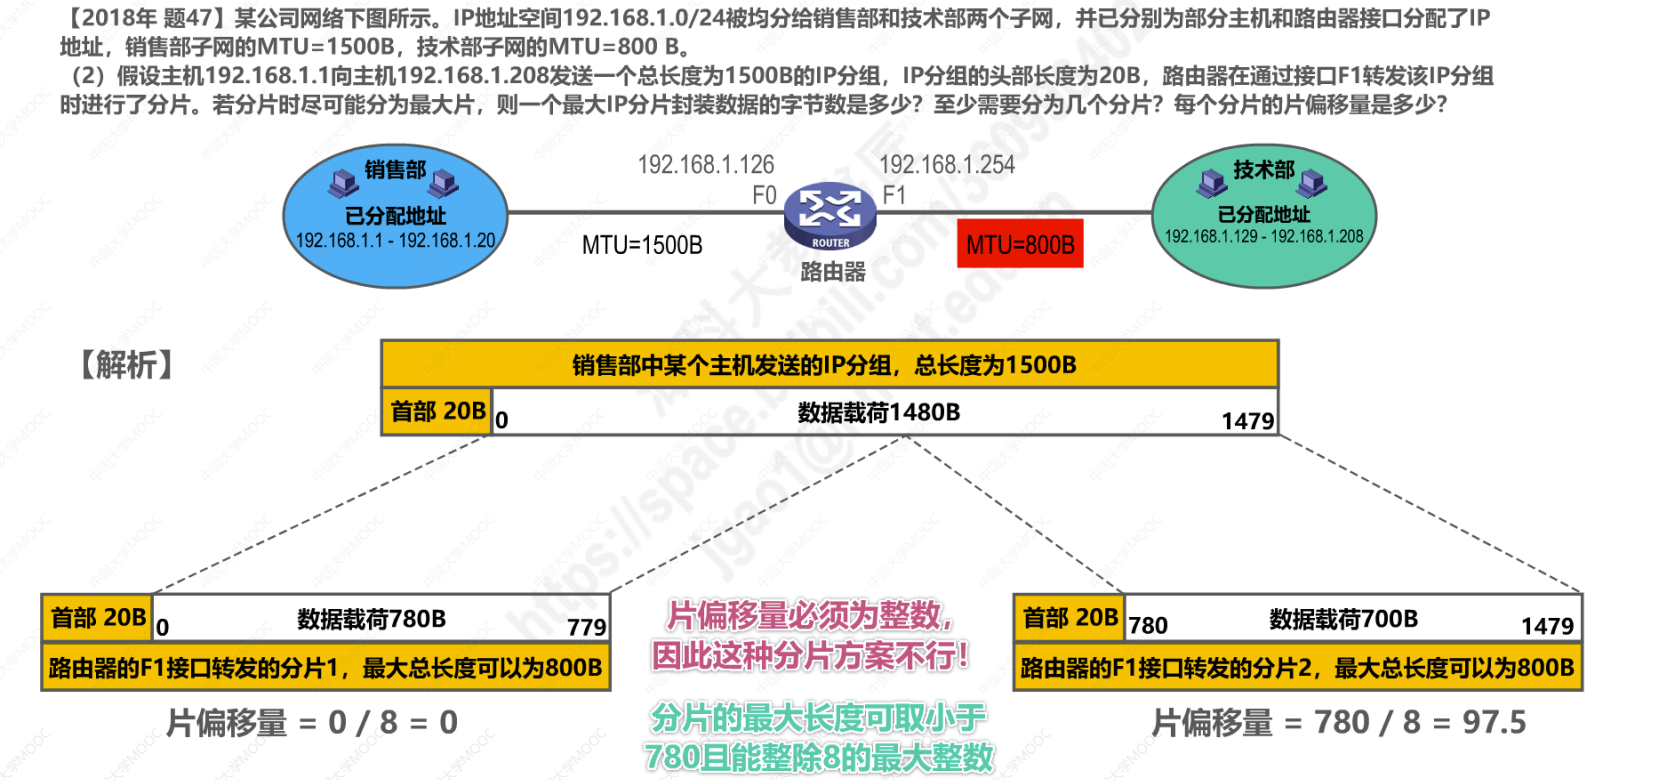 【2018年 题47】某公司网络下图所示。IP地址空间192.168.1.0/24被均分给销售部和技术部两个子网，并已分别为部分主机和路由器接口分配了IP
地址，销售部子网的MTU=1500B，技术部子网的MTU=800 B。
（2）假设主机192.168.1.1向主机192.168.1.208发送一个总长度为1500B的IP分组，IP分组的头部长度为20B，路由器在通过接口F1转发该IP分组
时进行了分片。若分片时尽可能分为最大片，则一个最大IP分片封装数据的字节数是多少？至少需要分为几个分片？每个分片的片偏移量是多少？
销售部
已分配地址
192.168.1.1 - 192.168.1.20
192.168.1.126
F0
MTU=1500B
ROUTER
路由器
192.168.1.254
F1
MTU=800B
技术部
已分配地址
192.168.1.129 - 192.168.1.208
【解析】
销售部中某个主机发送的IP分组，总长度为1500B
首部 20B
0
数据载荷1480B
1479
首部 20B
0
数据载荷780B
779
路由器的F1接口转发的分片1，最大总长度可以为800B
片偏移量 = 0 / 8 = 0
片偏移量必须为整数，
因此这种分片方案不行！
分片的最大长度可取小于
780且能整除8的最大整数
首部 20B
780
数据载荷700B
1479
路由器的F1接口转发的分片2，最大总长度可以为800B
片偏移量 = 780 / 8 = 97.5
中国大学MOOC